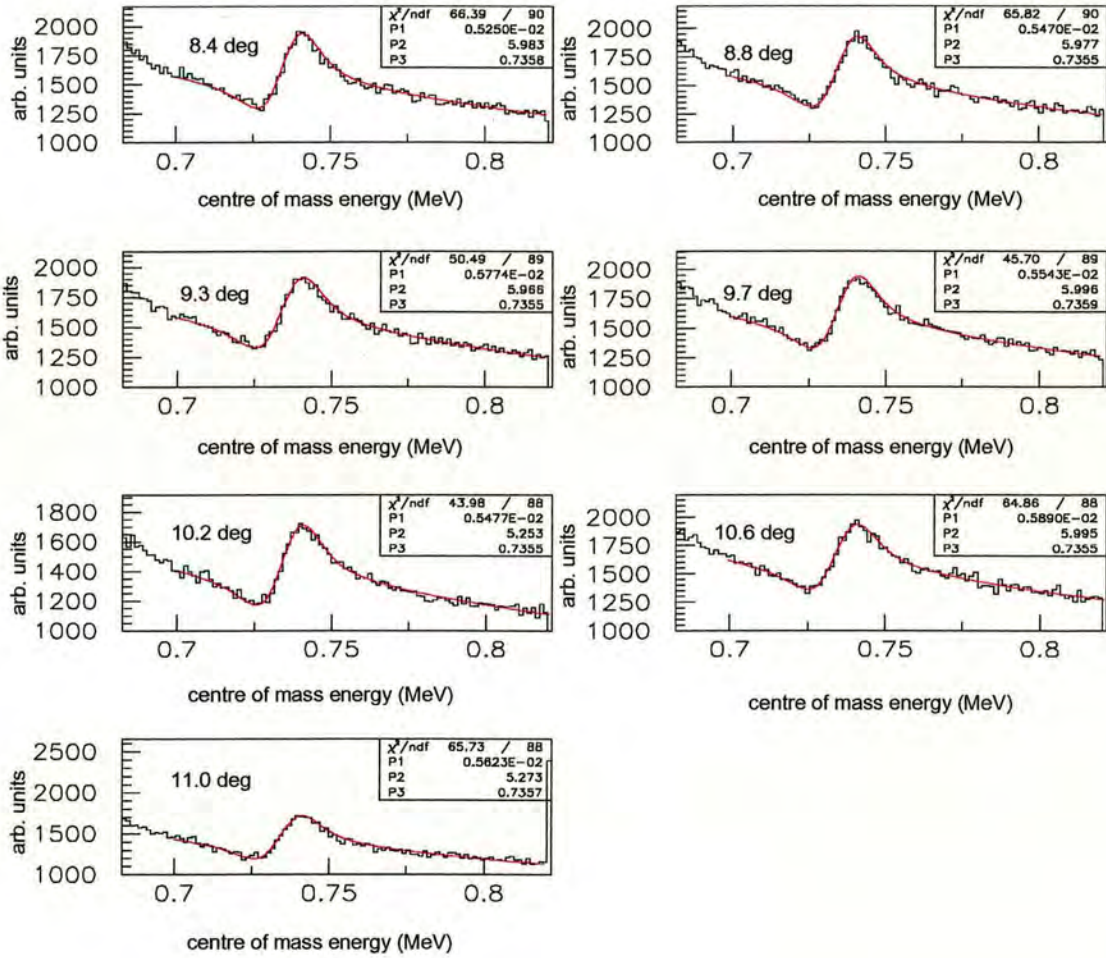 2000
1750
1500
1250
1000
arb. units
8.4 deg
χ²/ndf 66.39 / 90
P1 0.5250E-02
P2 5.983
P3 0.7358
0.7 0.75 0.8
centre of mass energy (MeV)
2000
1750
1500
1250
1000
arb. units
8.8 deg
χ²/ndf 65.82 / 90
P1 0.5470E-02
P2 5.977
P3 0.7355
0.7 0.75 0.8
centre of mass energy (MeV)
2000
1750
1500
1250
1000
arb. units
9.3 deg
χ²/ndf 50.49 / 89
P1 0.5774E-02
P2 5.966
P3 0.7355
0.7 0.75 0.8
centre of mass energy (MeV)
2000
1750
1500
1250
1000
arb. units
9.7 deg
χ²/ndf 45.70 / 89
P1 0.5543E-02
P2 5.996
P3 0.7359
0.7 0.75 0.8
centre of mass energy (MeV)
1800
1600
1400
1200
1000
arb. units
10.2 deg
χ²/ndf 43.98 / 88
P1 0.5477E-02
P2 5.253
P3 0.7355
0.7 0.75 0.8
centre of mass energy (MeV)
2000
1750
1500
1250
1000
arb. units
10.6 deg
χ²/ndf 64.86 / 88
P1 0.5890E-02
P2 5.995
P3 0.7355
0.7 0.75 0.8
centre of mass energy (MeV)
2500
2000
1500
1000
arb. units
11.0 deg
χ²/ndf 65.73 / 88
P1 0.5623E-02
P2 5.273
P3 0.7357
0.7 0.75 0.8
centre of mass energy (MeV)